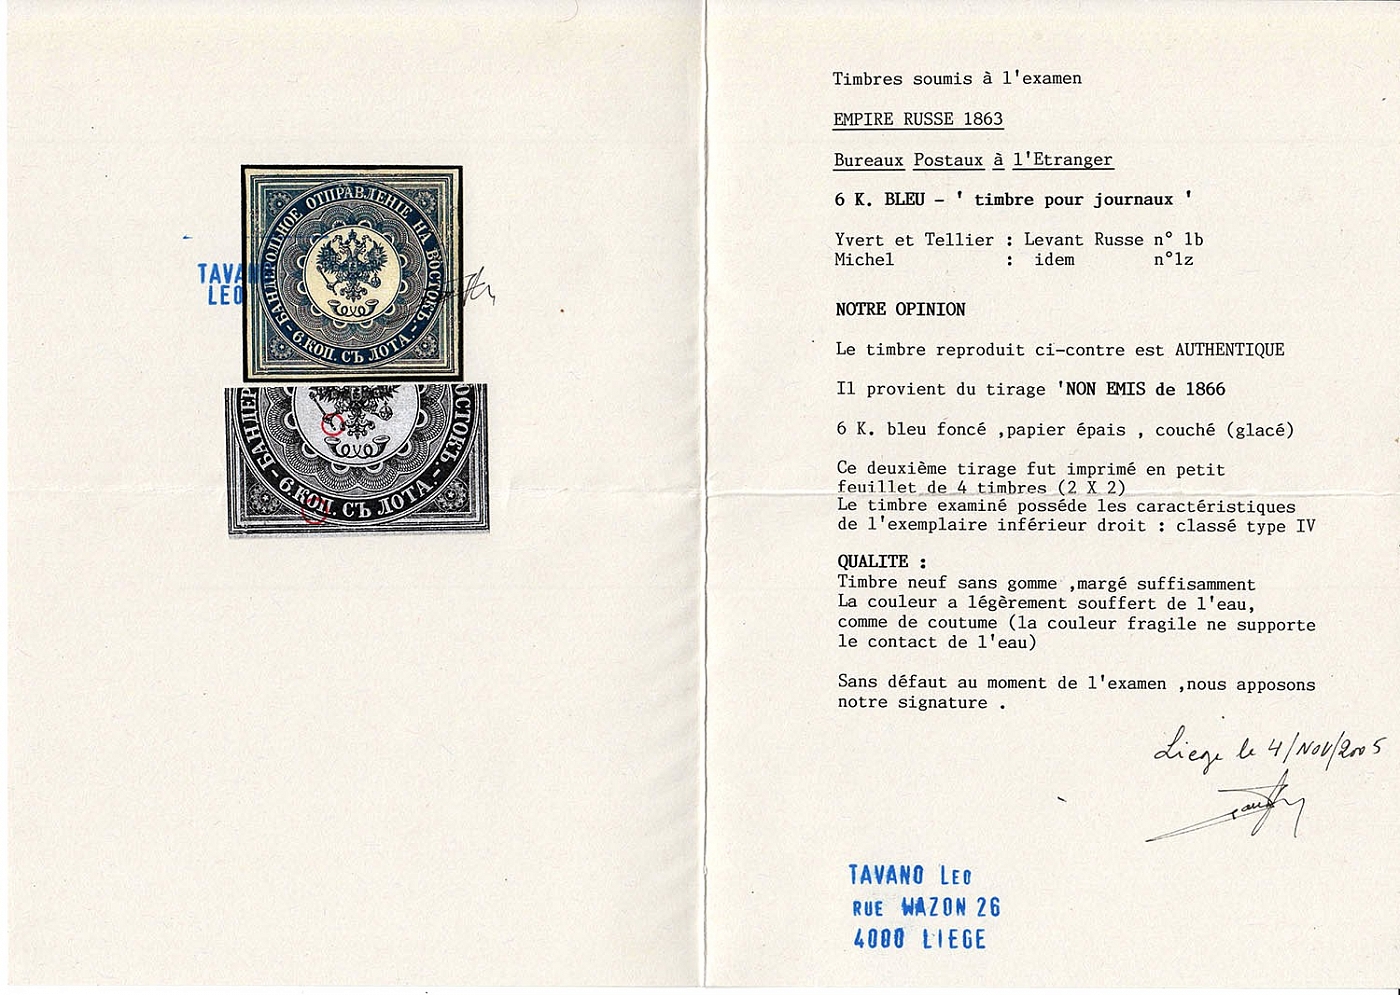 БАНДЕРОЛЬНОЕ ОТПРАВЛЕНІЕ НА ВОСТОКЪ.
- 6.КОП. СЪ ЛОТА. -
TAVANO
LEO
БАНДЕР
ОСТОКЪ.
- 6.КОП. СЪ ЛОТА. -
Timbres soumis à l'examen
EMPIRE RUSSE 1863
Bureaux Postaux à l'Etranger
6 K. BLEU - ' timbre pour journaux '
Yvert et Tellier : Levant Russe n° 1b
Michel : idem n°1z
NOTRE OPINION
Le timbre reproduit ci-contre est AUTHENTIQUE
Il provient du tirage 'NON EMIS de 1866
6 K. bleu foncé ,papier épais , couché (glacé)
Ce deuxième tirage fut imprimé en petit
feuillet de 4 timbres (2 X 2)
Le timbre examiné posséde les caractéristiques
de l'exemplaire inférieur droit : classé type IV
QUALITE :
Timbre neuf sans gomme ,margé suffisamment
La couleur a légèrement souffert de l'eau,
comme de coutume (la couleur fragile ne supporte
le contact de l'eau)
Sans défaut au moment de l'examen ,nous apposons
notre signature .
Liege le 4/NOV/2005
TAVANO LEO
RUE WAZON 26
4000 LIEGE